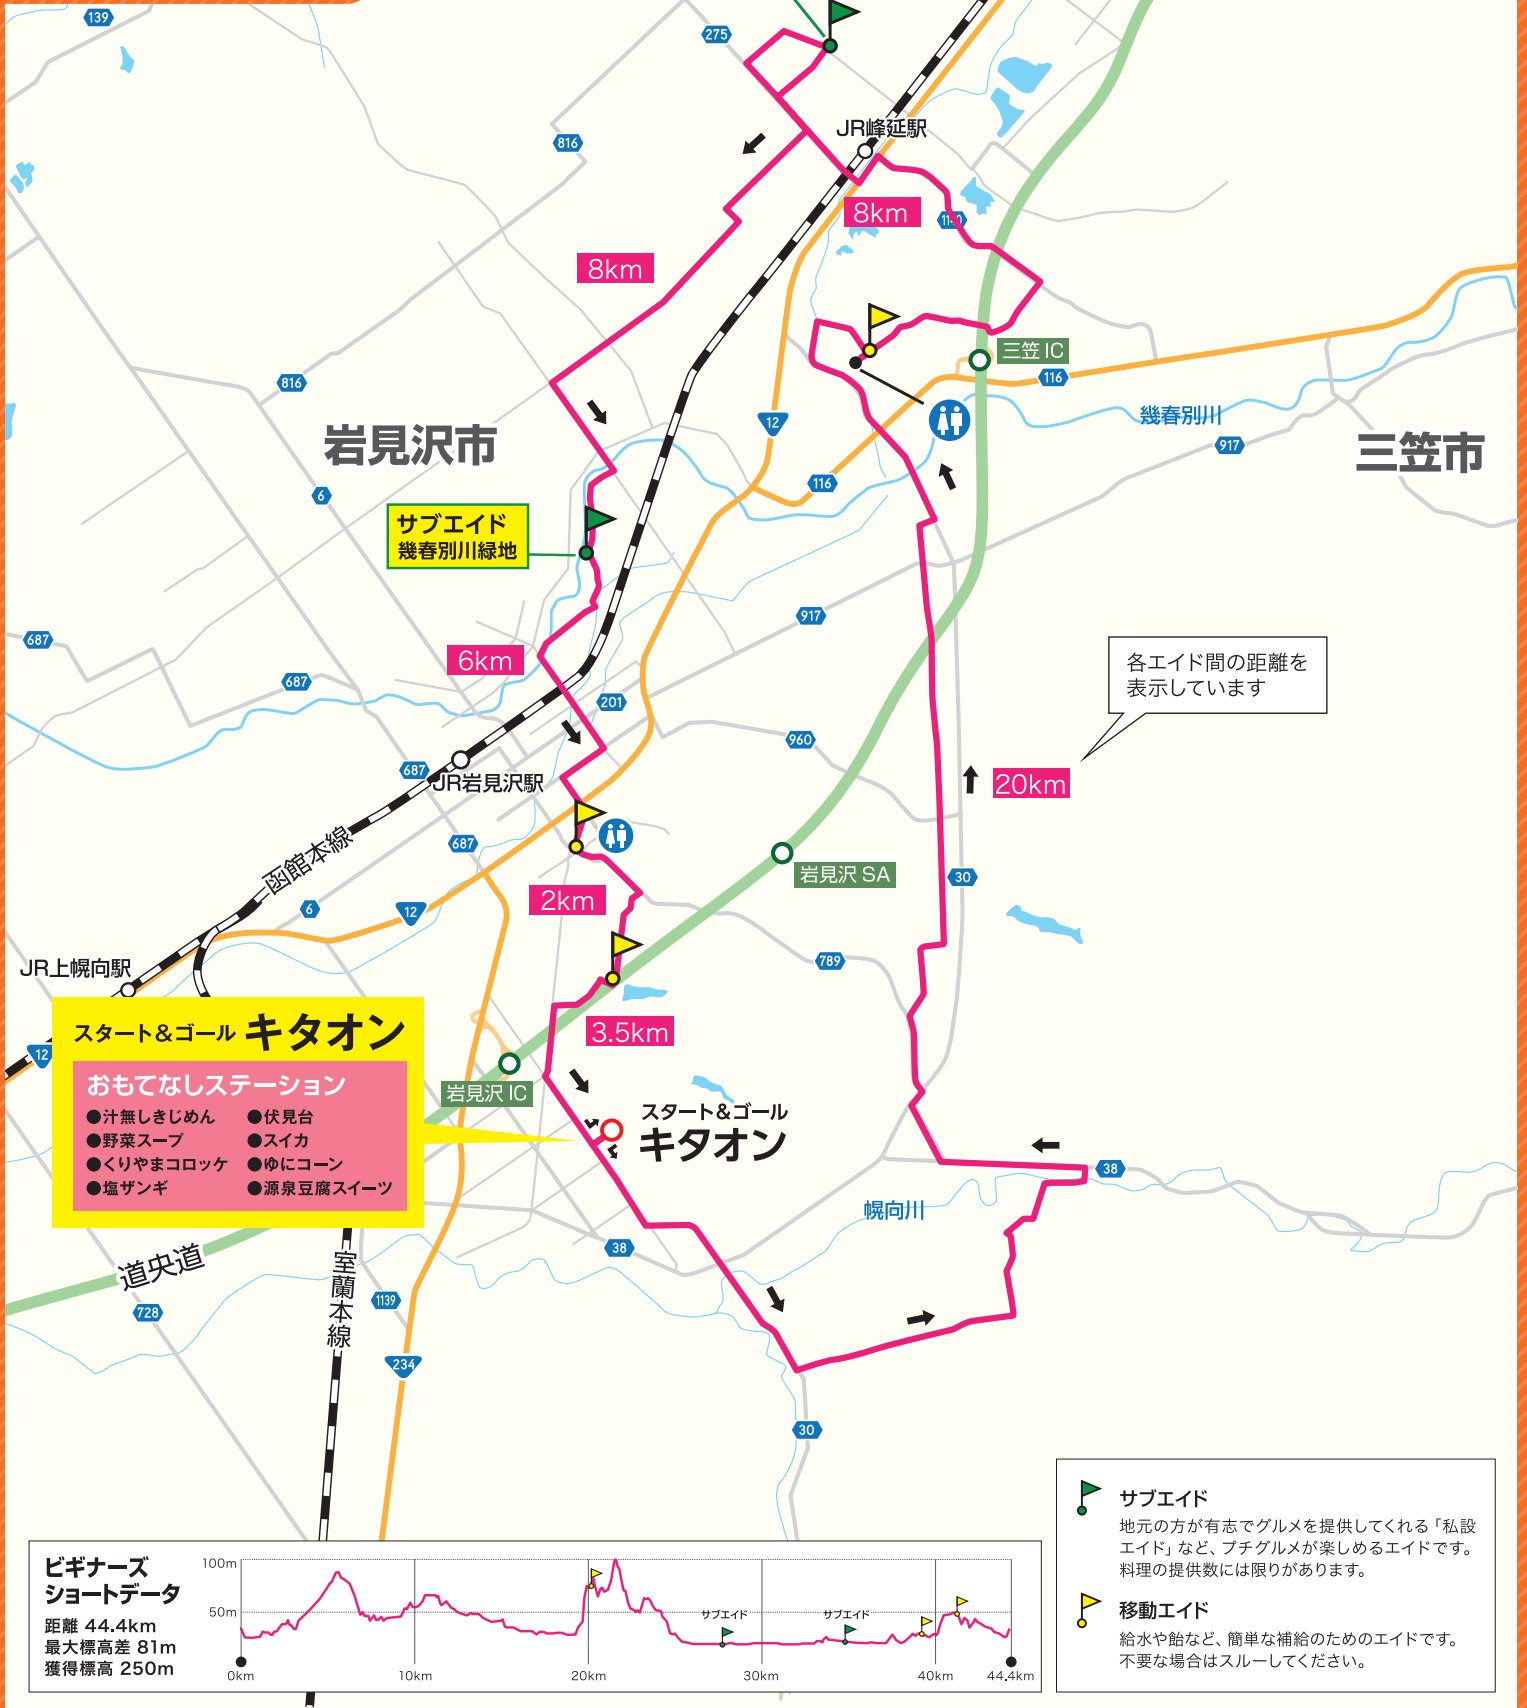 139
275
816
JR峰延駅
8km
1140
8km
三笠 IC
116
816
12
幾春別川
岩見沢市
917
三笠市
6
116
サブエイド
幾春別川緑地
917
687
6km
各エイド間の距離を
表示しています
687
201
960
687
JR岩見沢駅
20km
687
函館本線
岩見沢 SA
30
2km
6
12
789
JR上幌向駅
3.5km
12
スタート&ゴール キタオン
おもてなしステーション
●汁無しきじめん
●伏見台
●野菜スープ
●スイカ
●くりやまコロッケ
●ゆにコーン
●塩ザンギ
●源泉豆腐スイーツ
岩見沢 IC
スタート&ゴール
キタオン
38
幌向川
38
道央道
室蘭本線
728
1139
234
30
ビギナーズ
ショートデータ
距離 44.4km
最大標高差 81m
獲得標高 250m
100m
50m
サブエイド
サブエイド
0km
10km
20km
30km
40km
44.4km
サブエイド
地元の方が有志でグルメを提供してくれる「私設
エイド」など、プチグルメが楽しめるエイドです。
料理の提供数には限りがあります。
移動エイド
給水や飴など、簡単な補給のためのエイドです。
不要な場合はスルーしてください。